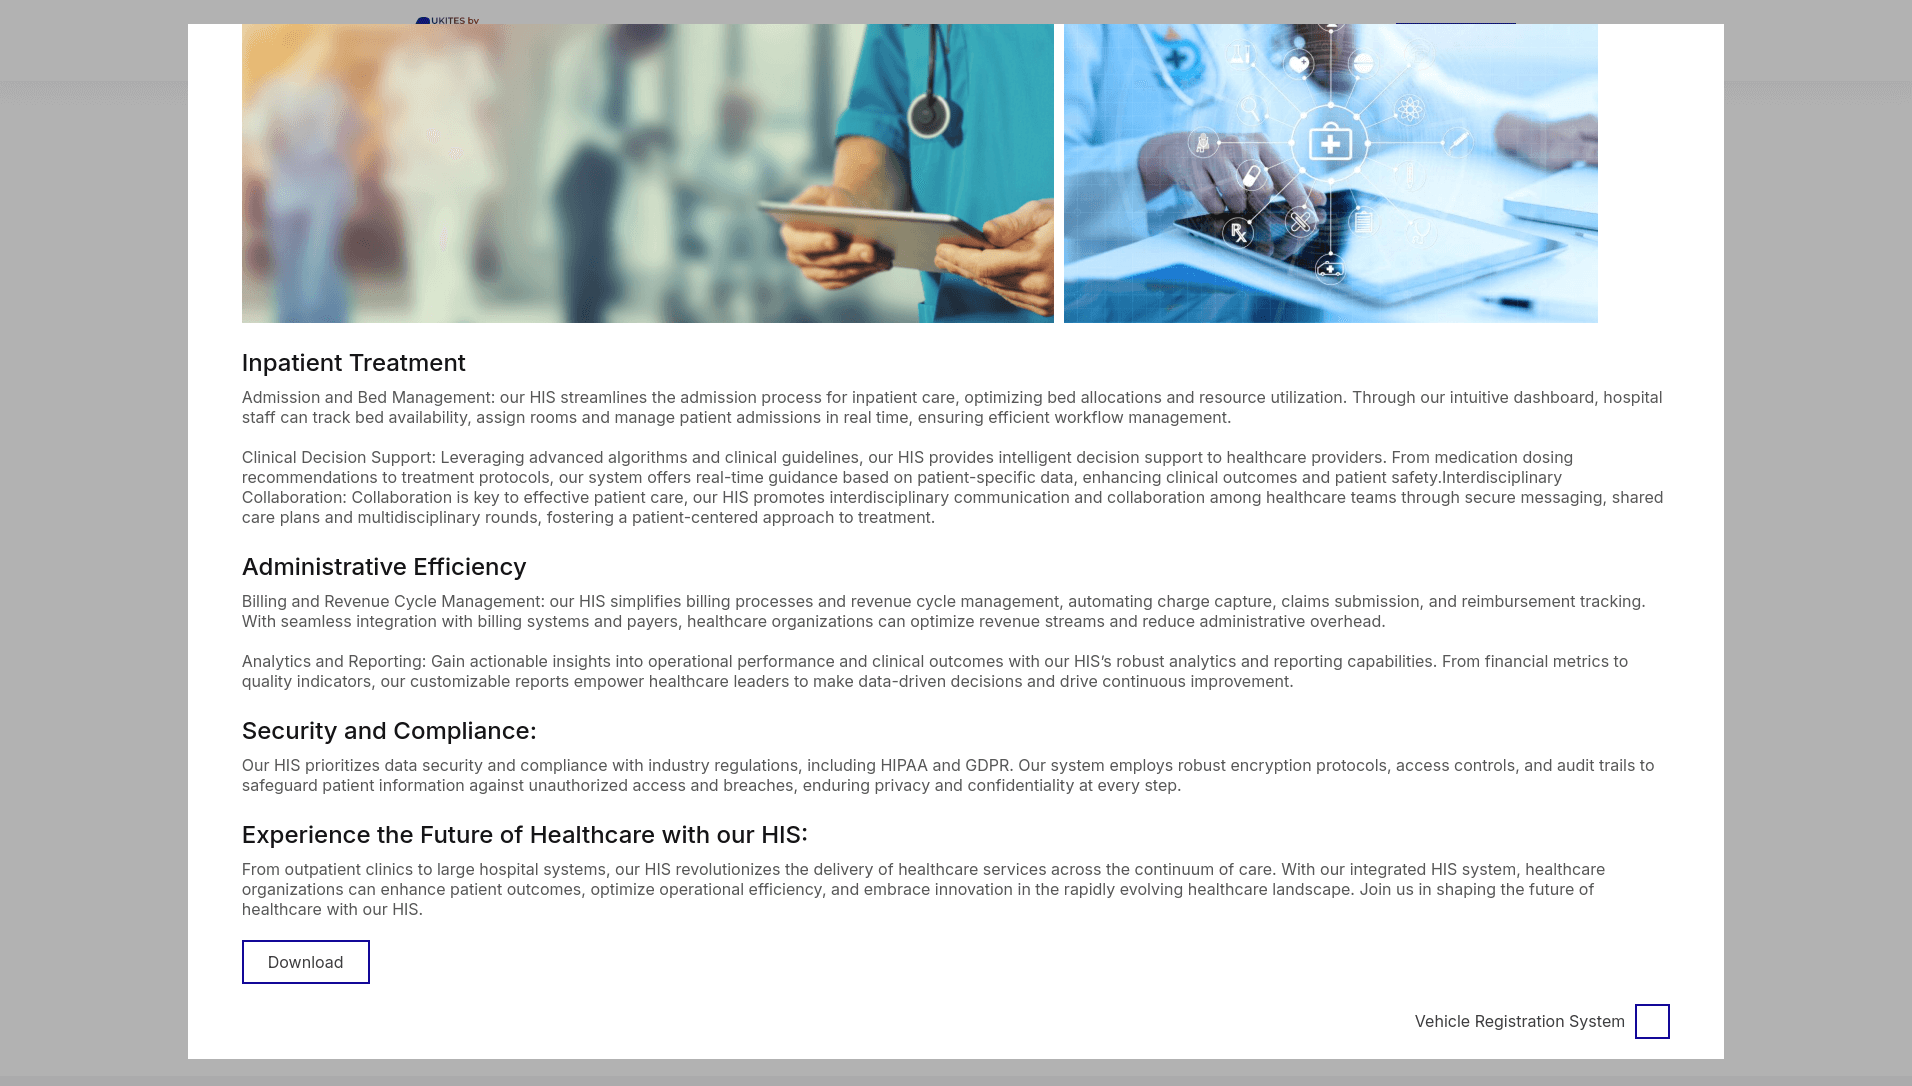 UKITES by
Rx
Inpatient Treatment
Admission and Bed Management: our HIS streamlines the admission process for inpatient care, optimizing bed allocations and resource utilization. Through our intuitive dashboard, hospital
staff can track bed availability, assign rooms and manage patient admissions in real time, ensuring efficient workflow management.
Clinical Decision Support: Leveraging advanced algorithms and clinical guidelines, our HIS provides intelligent decision support to healthcare providers. From medication dosing
recommendations to treatment protocols, our system offers real-time guidance based on patient-specific data, enhancing clinical outcomes and patient safety.Interdisciplinary
Collaboration: Collaboration is key to effective patient care, our HIS promotes interdisciplinary communication and collaboration among healthcare teams through secure messaging, shared
care plans and multidisciplinary rounds, fostering a patient-centered approach to treatment.
Administrative Efficiency
Billing and Revenue Cycle Management: our HIS simplifies billing processes and revenue cycle management, automating charge capture, claims submission, and reimbursement tracking.
With seamless integration with billing systems and payers, healthcare organizations can optimize revenue streams and reduce administrative overhead.
Analytics and Reporting: Gain actionable insights into operational performance and clinical outcomes with our HIS’s robust analytics and reporting capabilities. From financial metrics to
quality indicators, our customizable reports empower healthcare leaders to make data-driven decisions and drive continuous improvement.
Security and Compliance:
Our HIS prioritizes data security and compliance with industry regulations, including HIPAA and GDPR. Our system employs robust encryption protocols, access controls, and audit trails to
safeguard patient information against unauthorized access and breaches, enduring privacy and confidentiality at every step.
Experience the Future of Healthcare with our HIS:
From outpatient clinics to large hospital systems, our HIS revolutionizes the delivery of healthcare services across the continuum of care. With our integrated HIS system, healthcare
organizations can enhance patient outcomes, optimize operational efficiency, and embrace innovation in the rapidly evolving healthcare landscape. Join us in shaping the future of
healthcare with our HIS.
Download
Vehicle Registration System